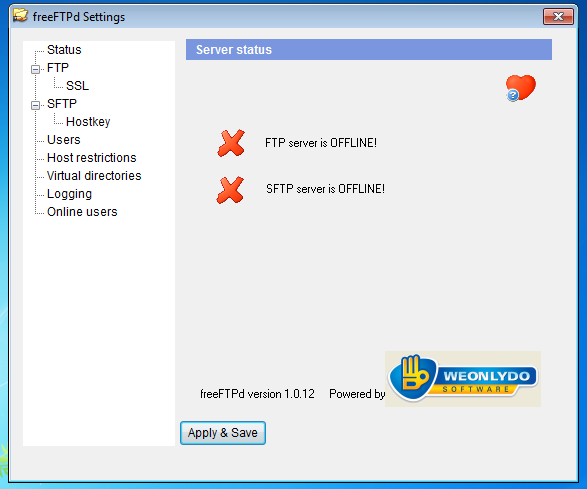 freeFTPd Settings
Status
FTP
SSL
SFTP
Hostkey
Users
Host restrictions
Virtual directories
Logging
Online users
Server status
?
FTP server is OFFLINE!
SFTP server is OFFLINE!
freeFTPd version 1.0.12 Powered by
WEONLYDO
SOFTWARE
Apply & Save